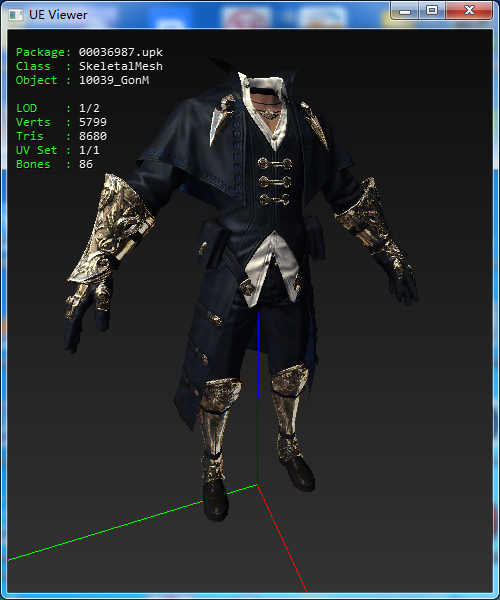 UE Viewer
Package: 00036987.upk
Class : SkeletalMesh
Object : 10039_GonM
LOD : 1/2
Verts : 5799
Tris : 8680
UV Set : 1/1
Bones : 86